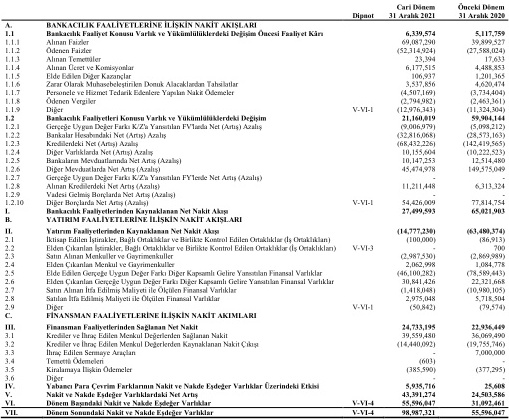 Cari Dönem Önceki Dönem
Dipnot 31 Aralık 2021 31 Aralık 2020
A. BANKACILIK FAALİYETLERİNE İLİŞKİN NAKİT AKIŞLARI
1.1 Bankacılık Faaliyet Konusu Varlık ve Yükümlülüklerdeki Değişim Öncesi Faaliyet Kârı 6,339,574 5,117,759
1.1.1 Alınan Faizler 69,087,290 39,899,527
1.1.2 Ödenen Faizler (52,314,924) (27,588,024)
1.1.3 Alınan Temettüler 23,394 17,633
1.1.4 Alınan Ücret ve Komisyonlar 6,177,515 4,488,853
1.1.5 Elde Edilen Diğer Kazançlar 106,937 1,201,365
1.1.6 Zarar Olarak Muhasebeleştirilen Donuk Alacaklardan Tahsilatlar 3,537,856 4,620,474
1.1.7 Personele ve Hizmet Tedarik Edenlere Yapılan Nakit Ödemeler (4,507,169) (3,734,404)
1.1.8 Ödenen Vergiler (2,794,982) (2,463,361)
1.1.9 Diğer V-VI-1 (12,976,343) (11,324,304)
1.2 Bankacılık Faaliyetleri Konusu Varlık ve Yükümlülüklerdeki Değişim 21,160,019 59,904,144
1.2.1 Gerçeğe Uygun Değer Farkı K/Z'a Yansıtılan FV'larda Net (Artış) Azalış (9,006,979) (5,098,212)
1.2.2 Bankalar Hesabındaki Net (Artış) Azalış (32,816,068) (28,573,163)
1.2.3 Kredilerdeki Net (Artış) Azalış (68,432,226) (142,419,565)
1.2.4 Diğer Varlıklarda Net (Artış) Azalış 10,155,604 (10,222,523)
1.2.5 Bankaların Mevduatlarında Net Artış (Azalış) 10,147,253 12,514,480
1.2.6 Diğer Mevduatlarda Net Artış (Azalış) 45,474,978 149,575,049
1.2.7 Gerçeğe Uygun Değer Farkı K/Z'a Yansıtılan FY'larda Net Artış (Azalış) - -
1.2.8 Alınan Kredilerdeki Net Artış (Azalış) 11,211,448 6,313,324
1.2.9 Vadesi Gelmiş Borçlarda Net Artış (Azalış) - -
1.2.10 Diğer Borçlarda Net Artış (Azalış) V-VI-1 54,426,009 77,814,754
I. Bankacılık Faaliyetlerinden Kaynaklanan Net Nakit Akışı 27,499,593 65,021,903
B. YATIRIM FAALİYETLERİNE İLİŞKİN NAKİT AKIŞLARI
II. Yatırım Faaliyetlerinden Kaynaklanan Net Nakit Akışı (14,777,230) (63,480,374)
2.1 İktisap Edilen İştirakler, Bağlı Ortaklıklar ve Birlikte Kontrol Edilen Ortaklıklar (İş Ortaklıkları) (100,000) (86,913)
2.2 Elden Çıkarılan İştirakler, Bağlı Ortaklıklar ve Birlikte Kontrol Edilen Ortaklıklar (İş Ortaklıkları) V-VI-3 - 700
2.3 Satın Alınan Menkuller ve Gayrimenkuller (2,987,530) (2,869,989)
2.4 Elden Çıkarılan Menkul ve Gayrimenkuller 2,062,998 1,084,778
2.5 Elde Edilen Gerçeğe Uygun Değer Farkı Diğer Kapsamlı Gelire Yansıtılan Finansal Varlıklar (46,100,282) (78,589,443)
2.6 Elden Çıkarılan Gerçeğe Uygun Değer Farkı Diğer Kapsamlı Gelire Yansıtılan Finansal Varlıklar 30,841,426 22,321,668
2.7 Satın Alınan İtfa Edilmiş Maliyeti ile Ölçülen Finansal Varlıklar (1,418,048) (10,980,105)
2.8 Satılan İtfa Edilmiş Maliyeti ile Ölçülen Finansal Varlıklar 2,975,048 5,718,504
2.9 Diğer V-VI-1 (50,842) (79,574)
C. FİNANSMAN FAALİYETLERİNE İLİŞKİN NAKİT AKIMLARI
III. Finansman Faaliyetlerinden Sağlanan Net Nakit 24,733,195 22,936,449
3.1 Krediler ve İhraç Edilen Menkul Değerlerden Sağlanan Nakit 39,559,480 36,069,490
3.2 Krediler ve İhraç Edilen Menkul Değerlerden Kaynaklanan Nakit Çıkışı (14,440,092) (19,755,746)
3.3 İhraç Edilen Sermaye Araçları - 7,000,000
3.4 Temettü Ödemeleri (603) -
3.5 Kiralamaya İlişkin Ödemeler (385,590) (377,295)
3.6 Diğer - -
IV. Yabancı Para Çevrim Farklarının Nakit ve Nakde Eşdeğer Varlıklar Üzerindeki Etkisi 5,935,716 25,608
V. Nakit ve Nakde Eşdeğer Varlıklardaki Net Artış 43,391,274 24,503,586
VI. Dönem Başındaki Nakit ve Nakde Eşdeğer Varlıklar V-VI-4 55,596,047 31,092,461
VII. Dönem Sonundaki Nakit ve Nakde Eşdeğer Varlıklar V-VI-4 98,987,321 55,596,047